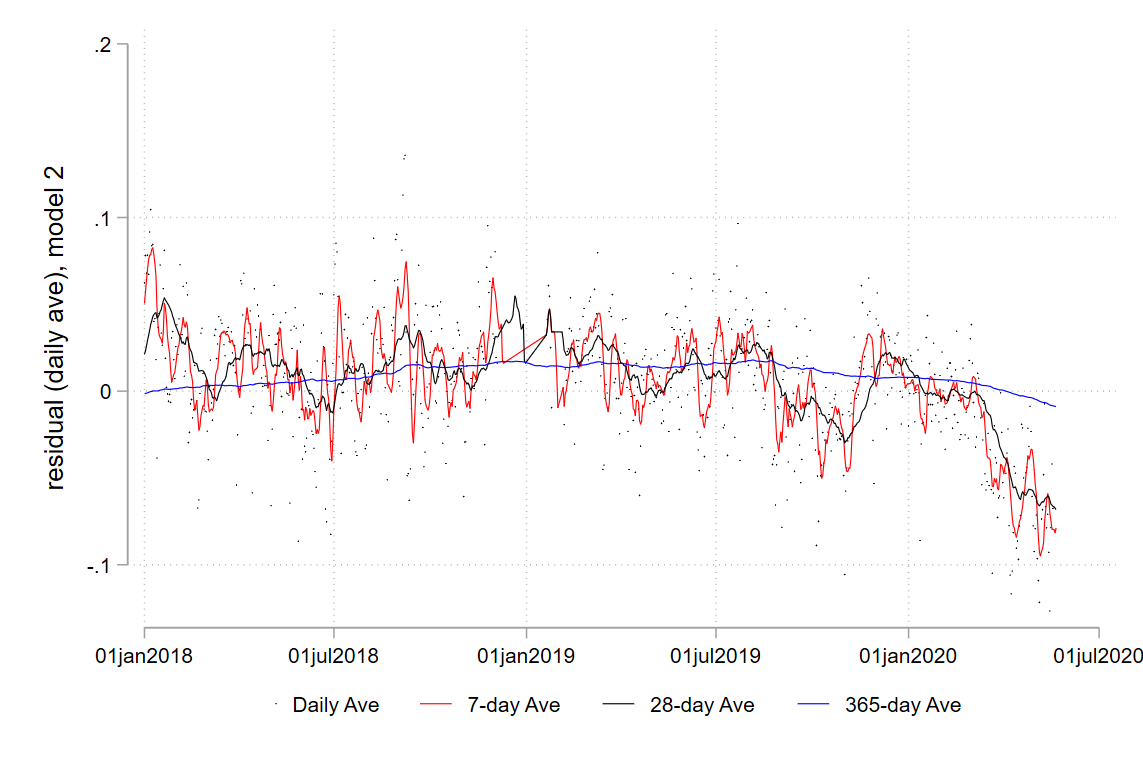 residual (daily ave), model 2
.2
.1
0
-.1
01jan2018 01jul2018 01jan2019 01jul2019 01jan2020 01jul2020
Daily Ave 7-day Ave 28-day Ave 365-day Ave